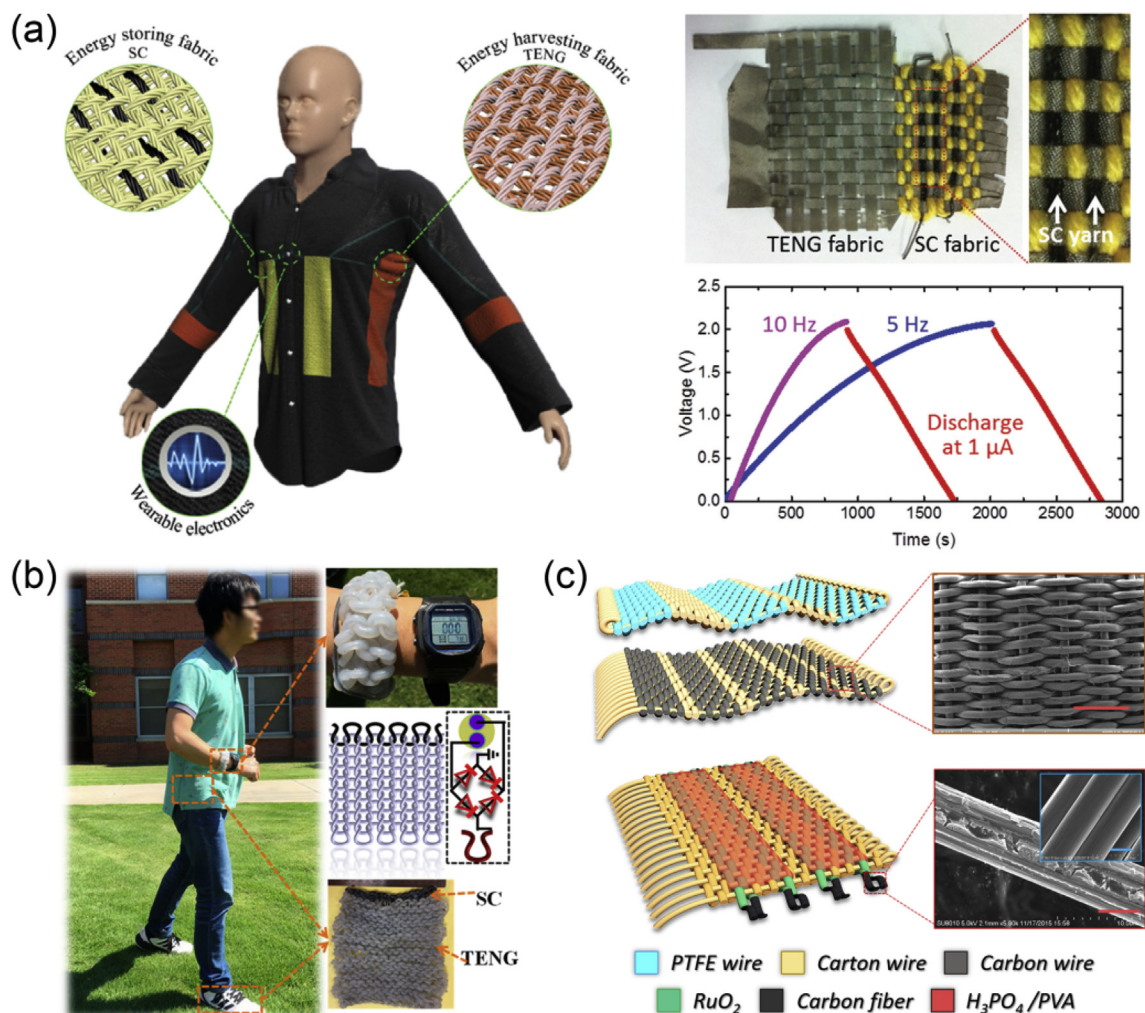 (a)
Energy storing fabric
SC
Energy harvesting fabric
TENG
Wearable electronics
TENG fabric
SC fabric
SC yarn
2.5
2.0
1.5
1.0
0.5
0.0
Voltage (V)
10 Hz
5 Hz
Discharge
at 1 μA
0
500
1000
1500
2000
2500
3000
Time (s)
(b)
SC
TENG
(c)
PTFE wire
Carton wire
Carbon wire
RuO₂
Carbon fiber
H₃PO₄/PVA